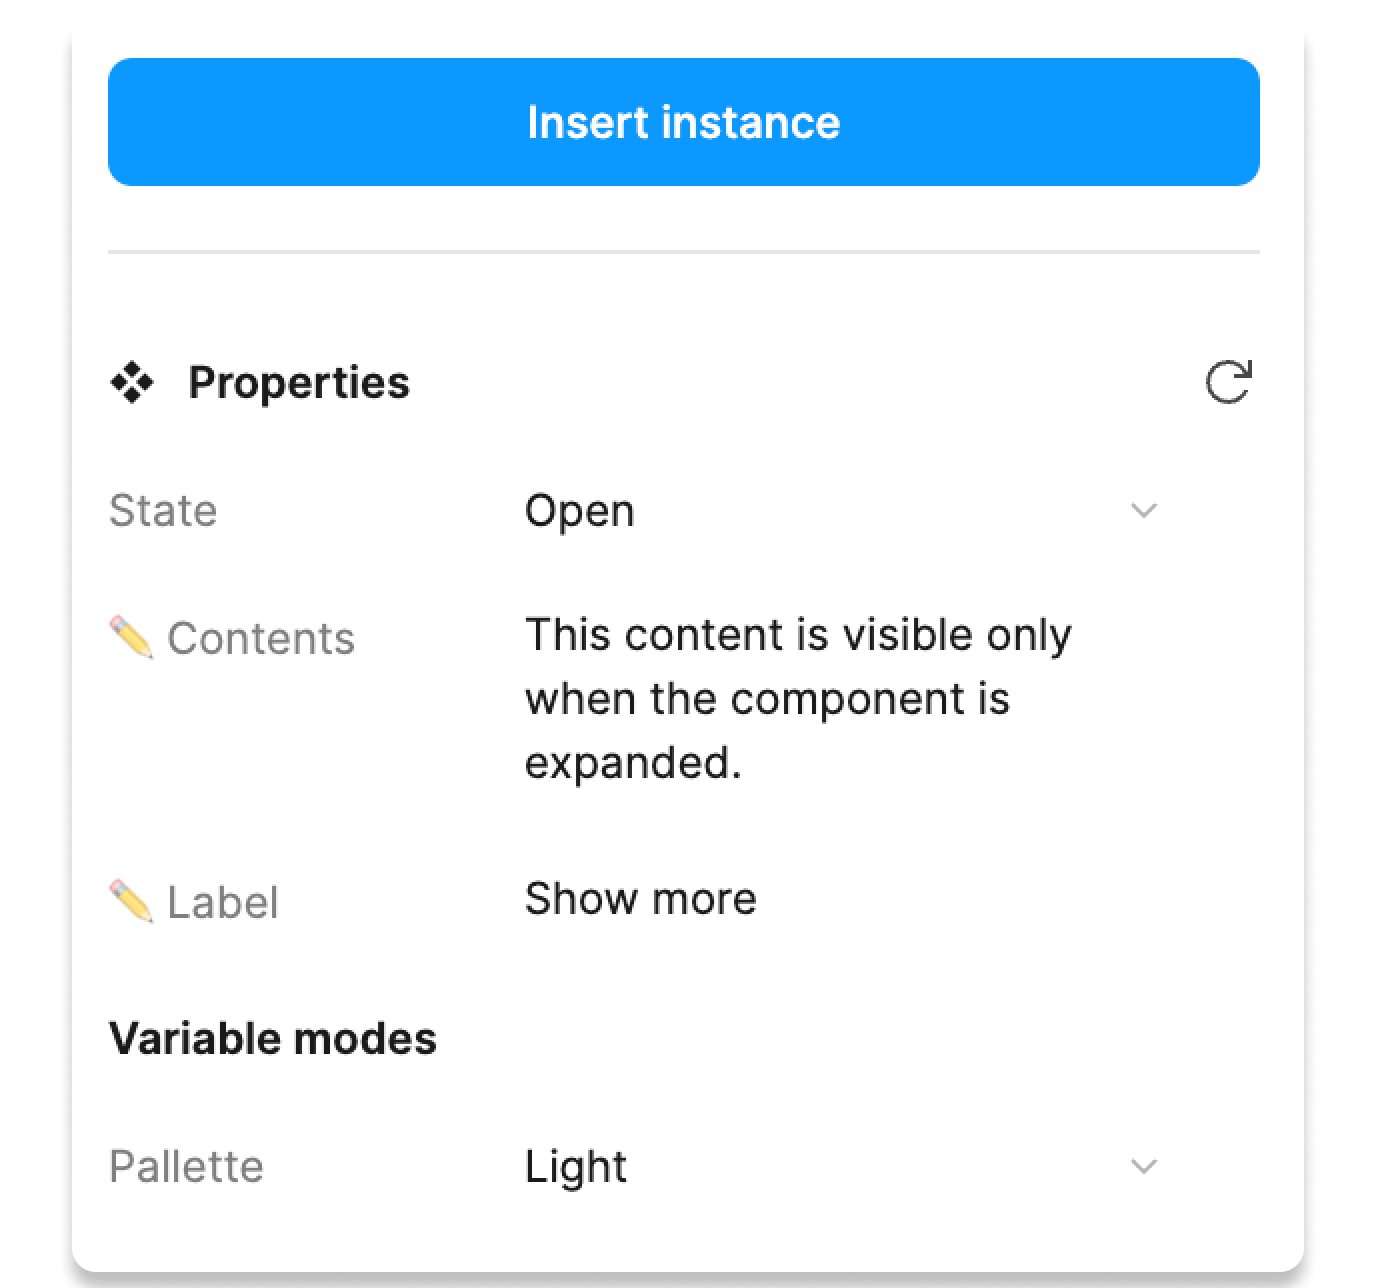 Insert instance
Properties
State Open
✏️ Contents This content is visible only
when the component is
expanded.
✏️ Label Show more
Variable modes
Pallette Light